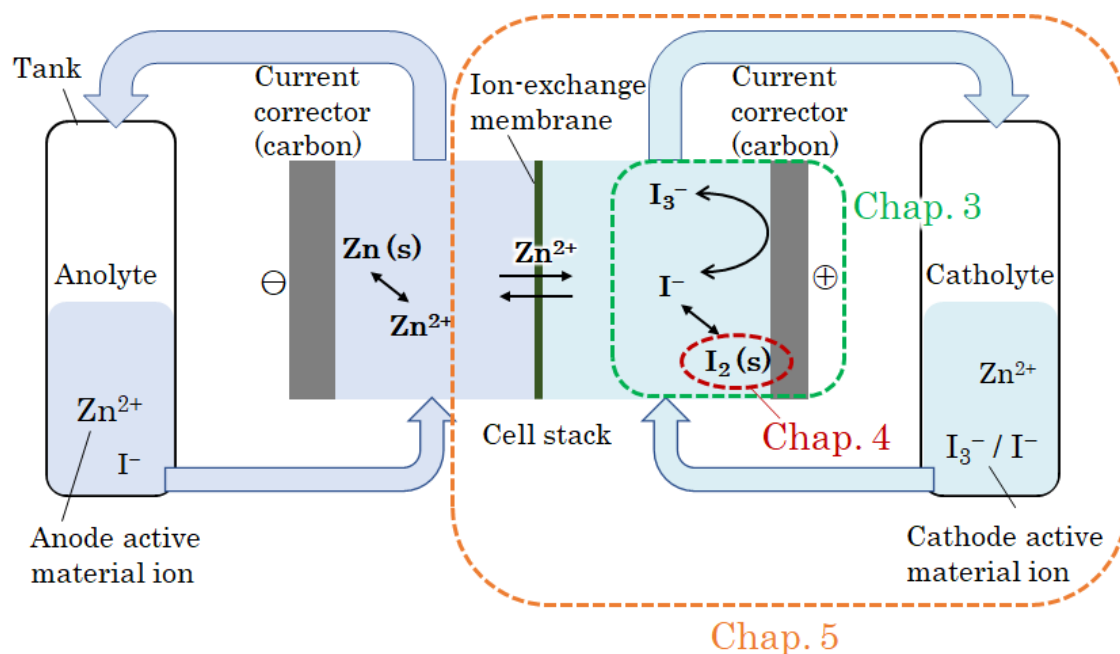 Tank
Current
corrector
(carbon)
Ion-exchange
membrane
Current
corrector
(carbon)
Chap. 3
I₃⁻
Zn (s)
Zn²⁺
Anolyte
⊖
I⁻
⊕
Catholyte
Zn²⁺
I₂ (s)
Zn²⁺
Zn²⁺
Cell stack
Chap. 4
I⁻
I₃⁻ / I⁻
Anode active
material ion
Cathode active
material ion
Chap. 5